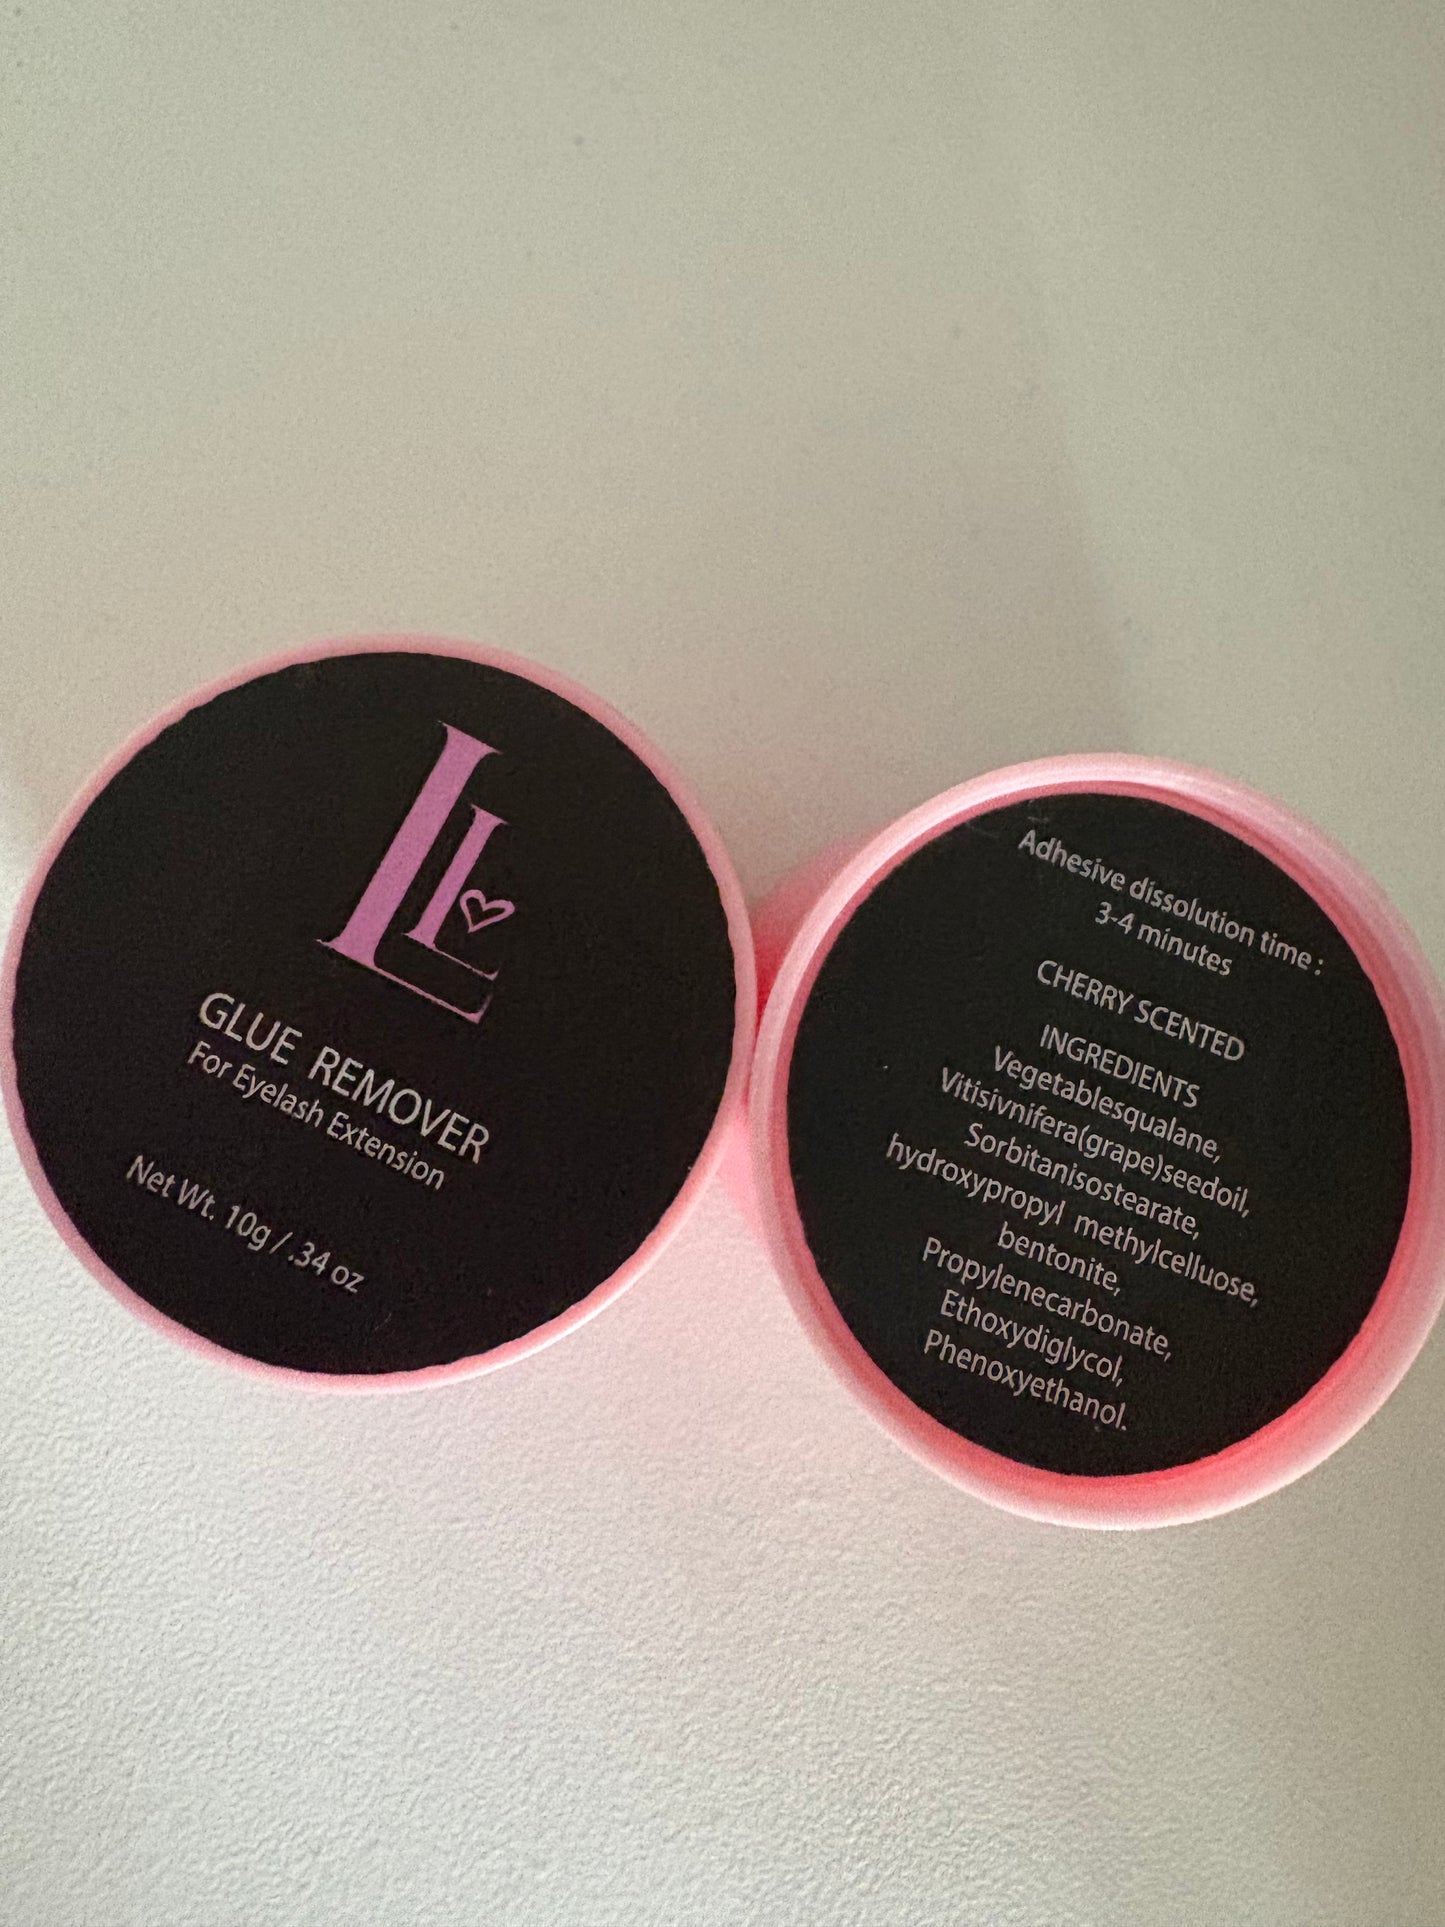 LL
GLUE REMOVER
For Eyelash Extension
Net Wt. 10g / .34 oz
Adhesive dissolution time :
3-4 minutes
CHERRY SCENTED
INGREDIENTS
Vegetablesqualane,
Vitisivnifera(grape)seedoil,
Sorbitanisostearate,
hydroxypropyl methylcelluose,
bentonite,
Propylenecarbonate,
Ethoxydiglycol,
Phenoxyethanol.